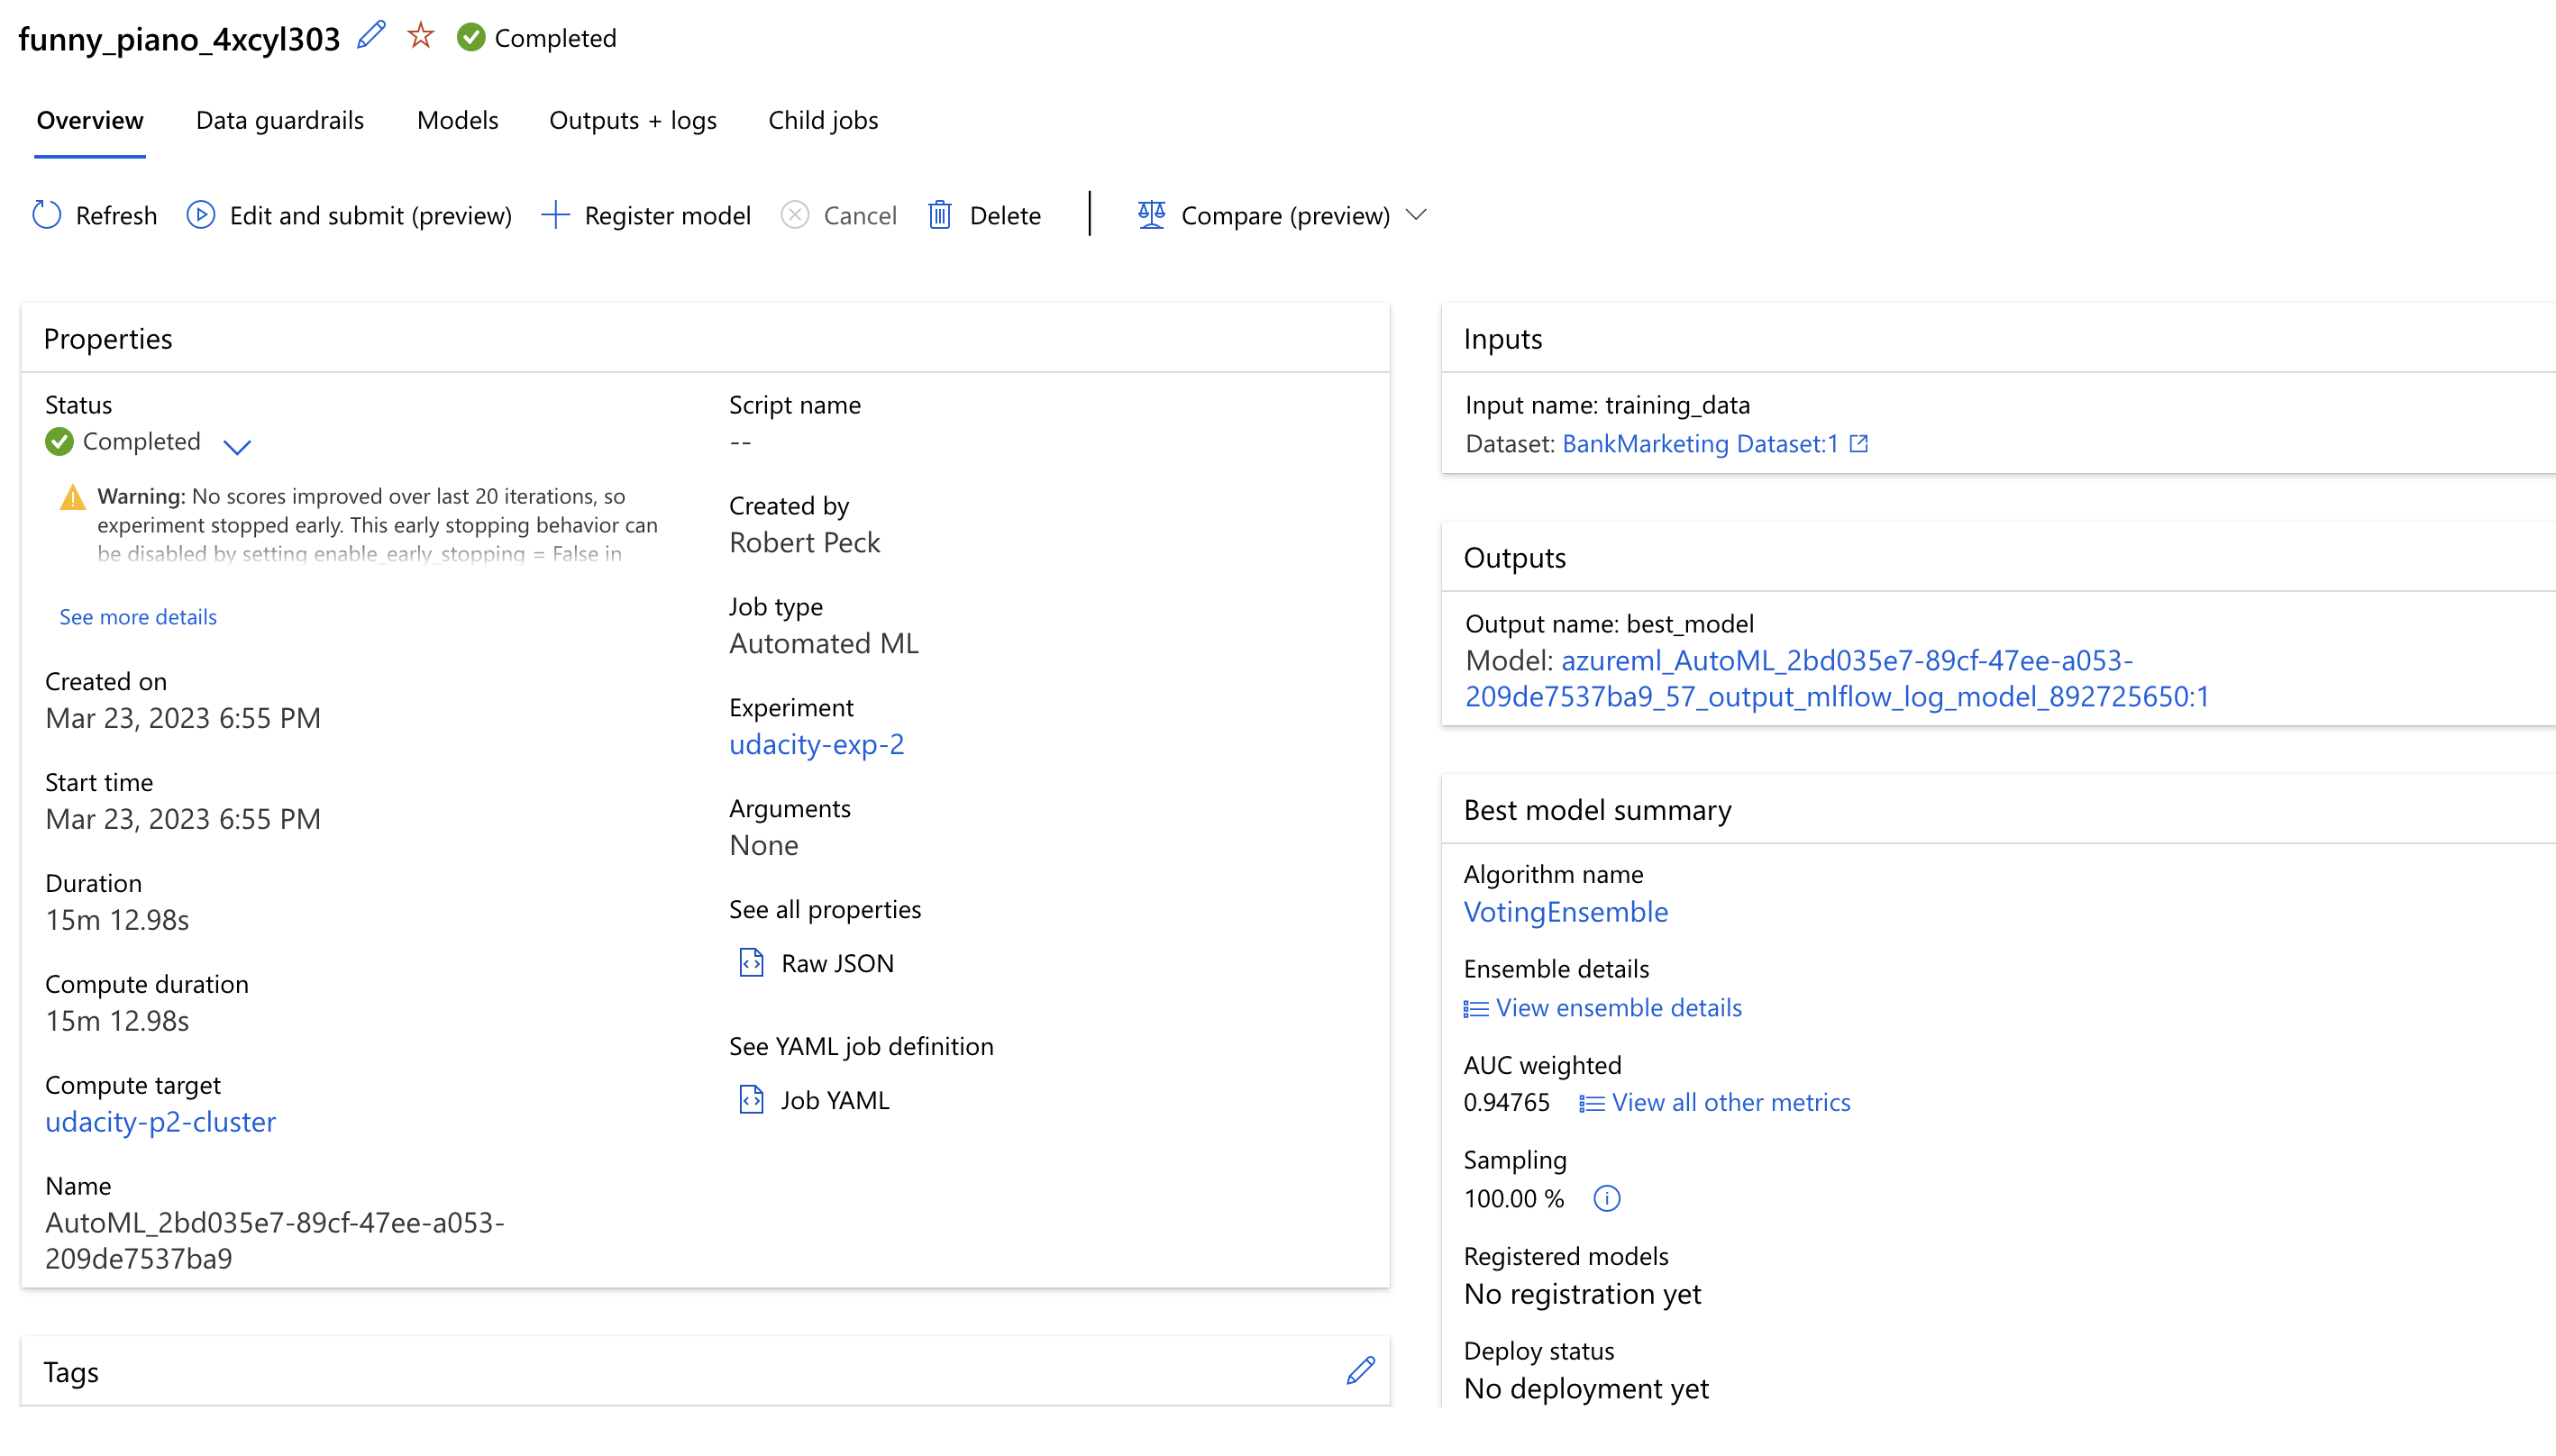 funny_piano_4xcyl303 Completed
Overview Data guardrails Models Outputs + logs Child jobs
Refresh Edit and submit (preview) Register model Cancel Delete Compare (preview)
Properties
Status
Completed
Warning: No scores improved over last 20 iterations, so
experiment stopped early. This early stopping behavior can
be disabled by setting enable_early_stopping = False in
See more details
Created on
Mar 23, 2023 6:55 PM
Start time
Mar 23, 2023 6:55 PM
Duration
15m 12.98s
Compute duration
15m 12.98s
Compute target
udacity-p2-cluster
Name
AutoML_2bd035e7-89cf-47ee-a053-
209de7537ba9
Script name
--
Created by
Robert Peck
Job type
Automated ML
Experiment
udacity-exp-2
Arguments
None
See all properties
Raw JSON
See YAML job definition
Job YAML
Tags
Inputs
Input name: training_data
Dataset: BankMarketing Dataset:1
Outputs
Output name: best_model
Model: azureml_AutoML_2bd035e7-89cf-47ee-a053-
209de7537ba9_57_output_mlflow_log_model_892725650:1
Best model summary
Algorithm name
VotingEnsemble
Ensemble details
View ensemble details
AUC weighted
0.94765 View all other metrics
Sampling
100.00 %
Registered models
No registration yet
Deploy status
No deployment yet